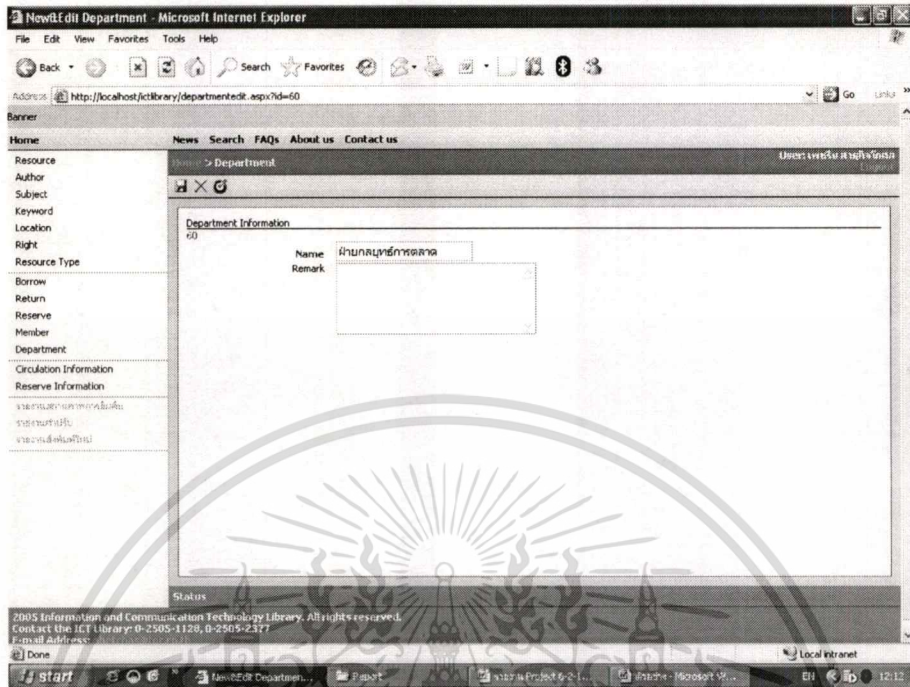 New&Edit Department - Microsoft Internet Explorer
File Edit View Favorites Tools Help
Back Search Favorites
Address http://localhost/ictlibrary/departmentedit.aspx?id=60 Go Links
Banner
Home News Search FAQs About us Contact us
Home > Department User:
Logout
Resource
Author
Subject
Keyword
Location
Right
Resource Type
Borrow
Return
Reserve
Member
Department
Circulation Information
Reserve Information
Department Information
60
Name ฝ่ายกลยุทธ์การตลาด
Remark
Status
2005 Information and Communication Technology Library. All rights reserved.
Contact the ICT Library: 0-2505-1128, 0-2505-2377
E-mail Address:
Done Local intranet
start New&Edit Departmen... Report EN 12:12